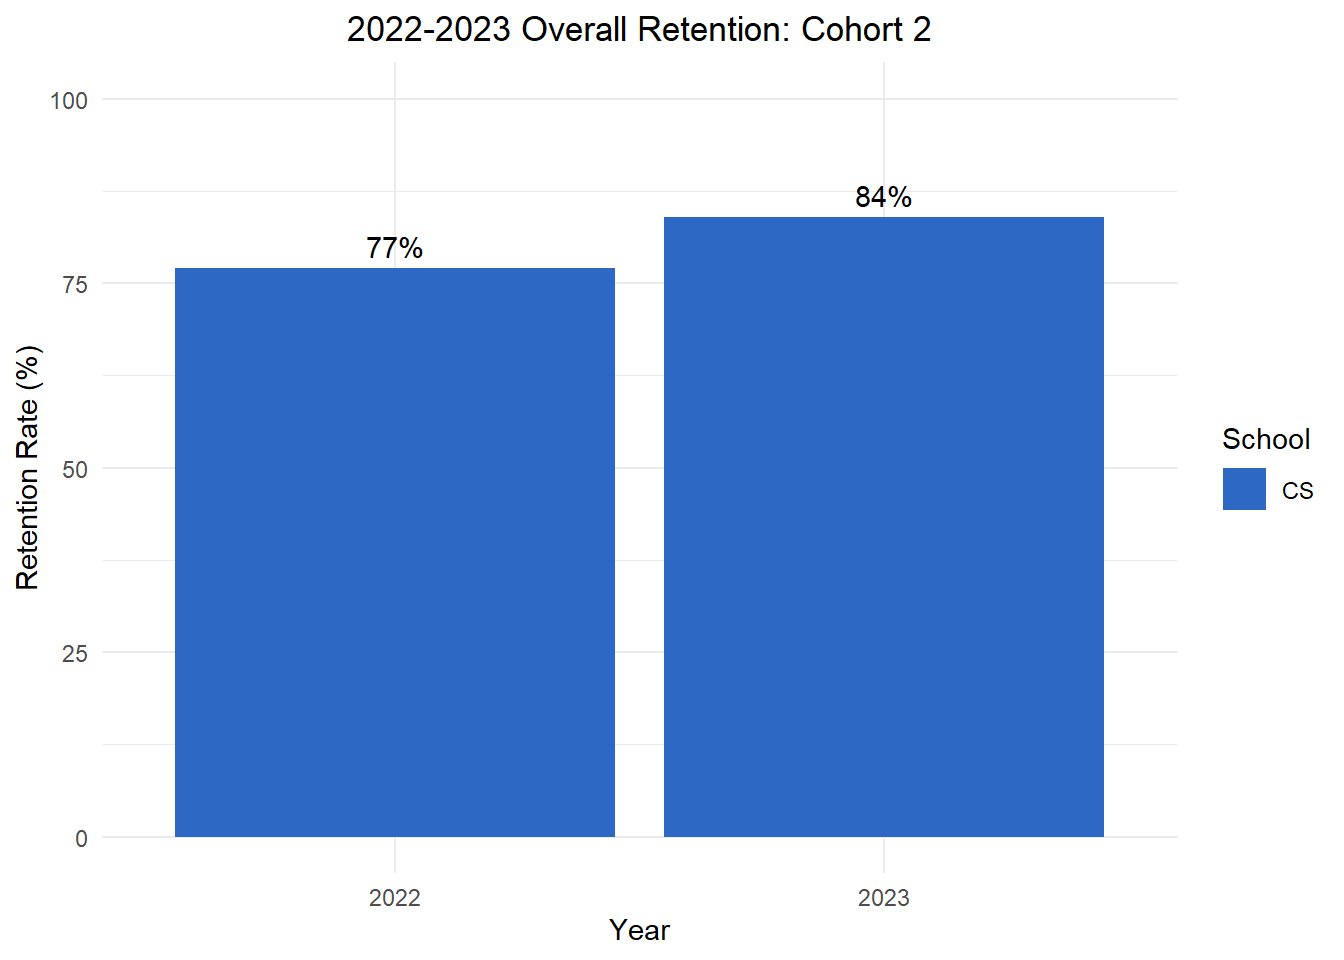 2022-2023 Overall Retention: Cohort 2
100
75
50
25
0
Retention Rate (%)
77%
84%
2022
2023
Year
School
CS